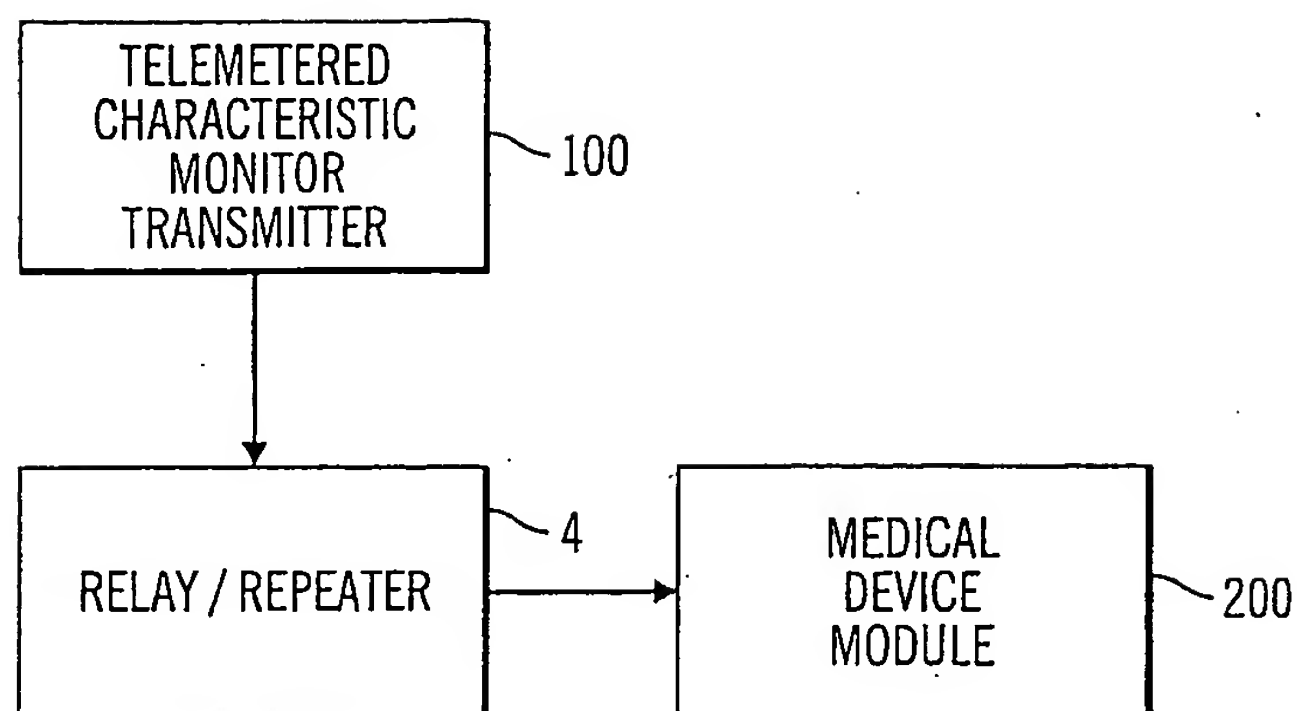 TELEMETERED
CHARACTERISTIC
MONITOR
TRANSMITTER
100
RELAY / REPEATER
4
MEDICAL
DEVICE
MODULE
200